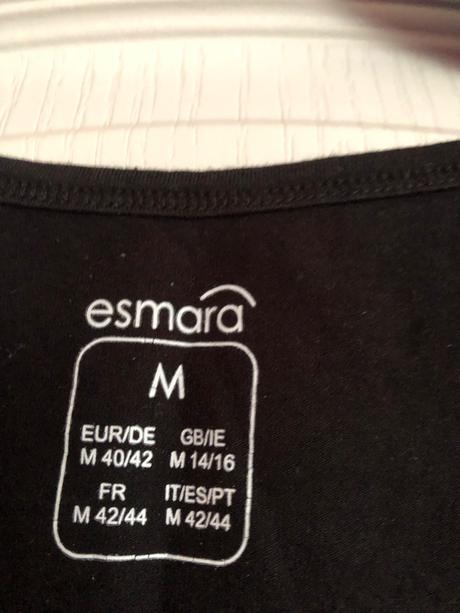 esmara
M
EUR/DE GB/IE
M 40/42 M 14/16
FR IT/ES/PT
M 42/44 M 42/44